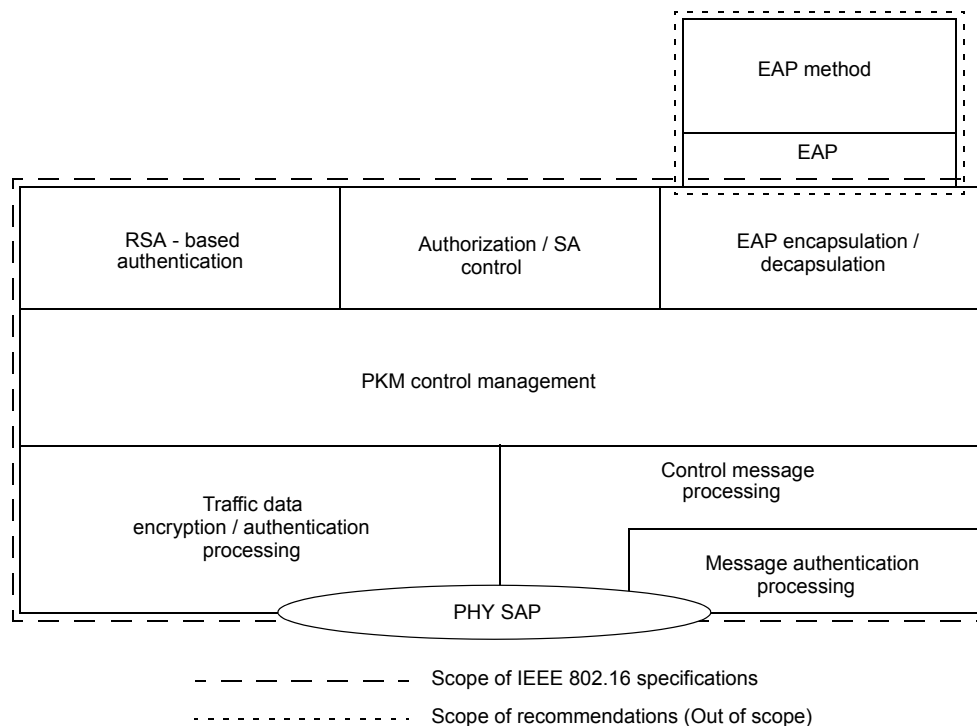 EAP method
EAP
RSA - based
authentication
Authorization / SA
control
EAP encapsulation /
decapsulation
PKM control management
Traffic data
encryption / authentication
processing
Control message
processing
Message authentication
processing
PHY SAP
Scope of IEEE 802.16 specifications
Scope of recommendations (Out of scope)